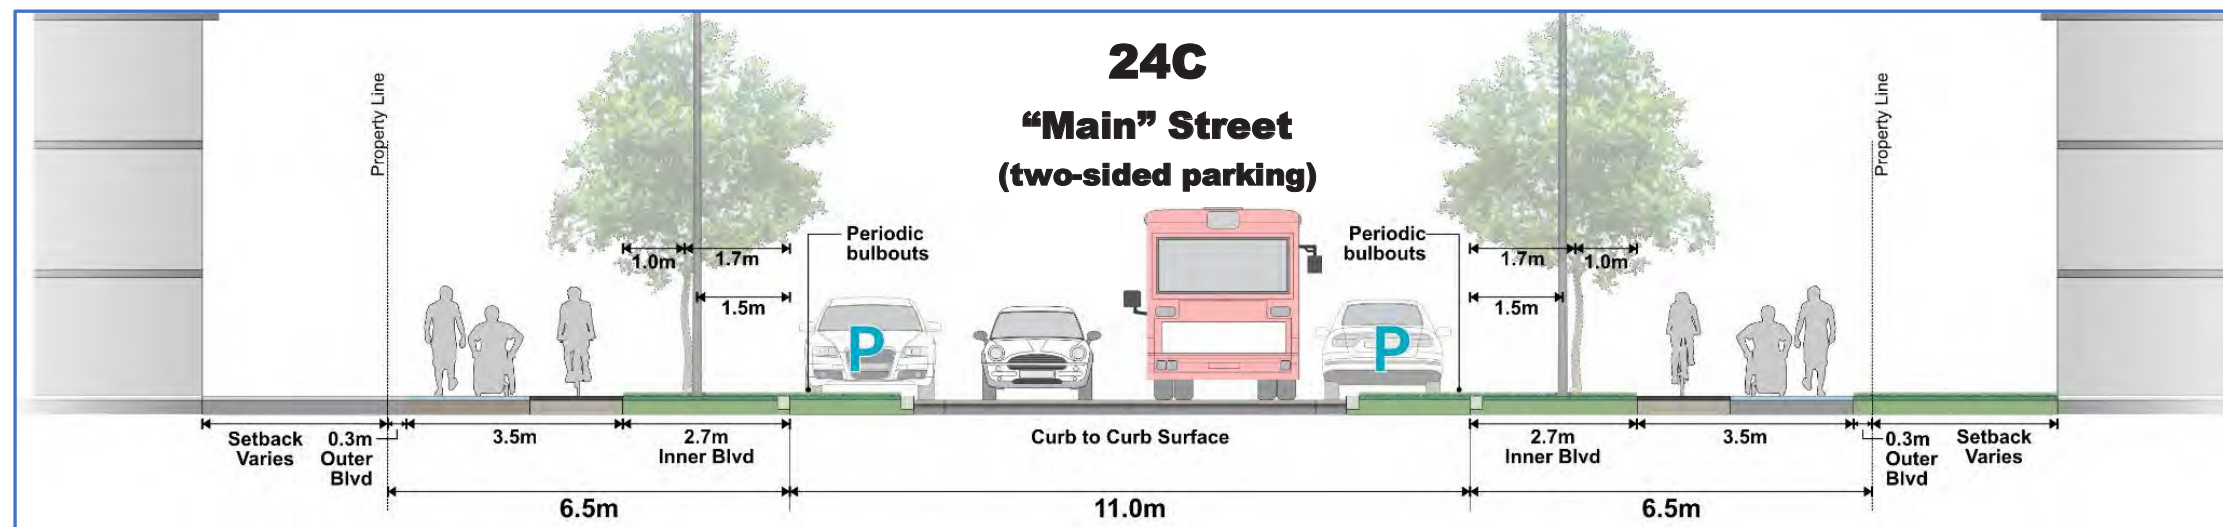 24C
“Main” Street
(two-sided parking)
Property Line
Property Line
Periodic
bulbouts
Periodic
bulbouts
1.0m
1.7m
1.5m
1.7m
1.0m
1.5m
P
P
Setback
Varies
0.3m
Outer
Blvd
3.5m
2.7m
Inner Blvd
Curb to Curb Surface
2.7m
Inner Blvd
3.5m
0.3m
Outer
Blvd
Setback
Varies
6.5m
11.0m
6.5m